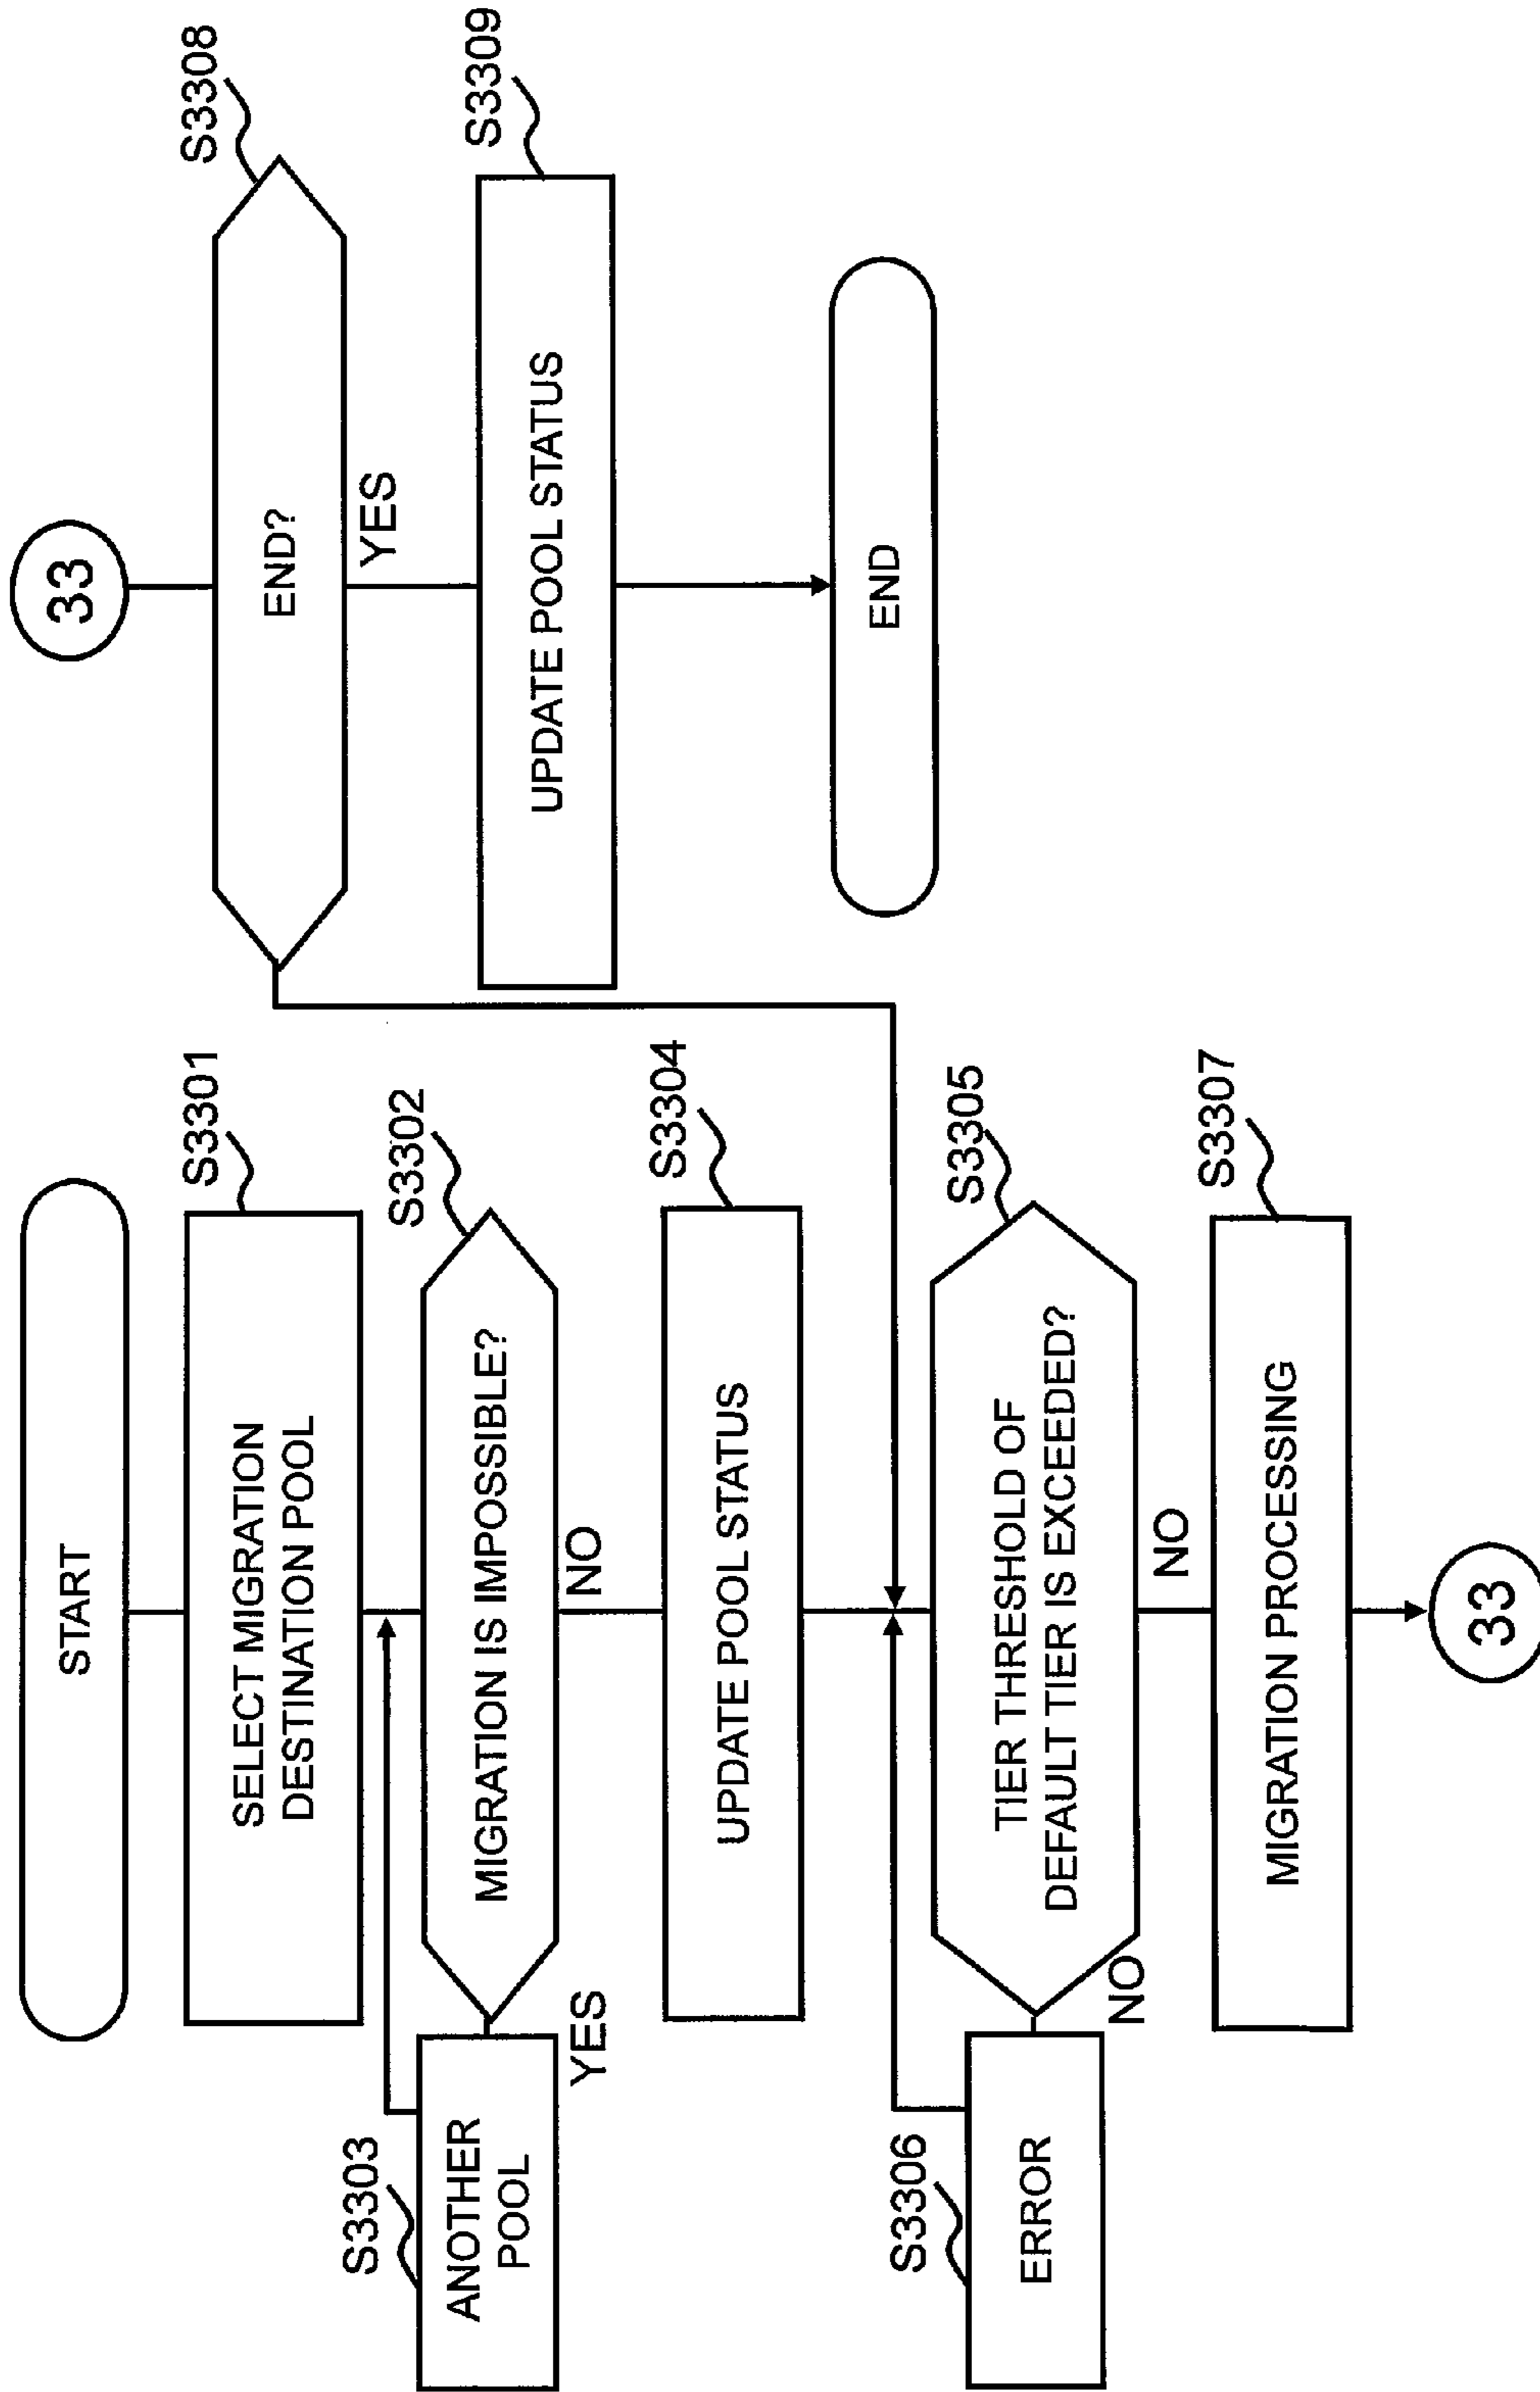 START
S3301
SELECT MIGRATION
DESTINATION POOL
S3302
MIGRATION IS IMPOSSIBLE?
YES
NO
S3303
ANOTHER
POOL
S3304
UPDATE POOL STATUS
S3305
TIER THRESHOLD OF
DEFAULT TIER IS EXCEEDED?
NO
NO
S3306
ERROR
S3307
MIGRATION PROCESSING
33
33
S3308
END?
YES
S3309
UPDATE POOL STATUS
END